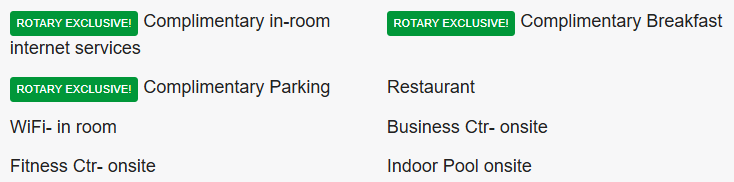 ROTARY EXCLUSIVE! Complimentary in-room
internet services
ROTARY EXCLUSIVE! Complimentary Breakfast
ROTARY EXCLUSIVE! Complimentary Parking
Restaurant
WiFi- in room
Business Ctr- onsite
Fitness Ctr- onsite
Indoor Pool onsite